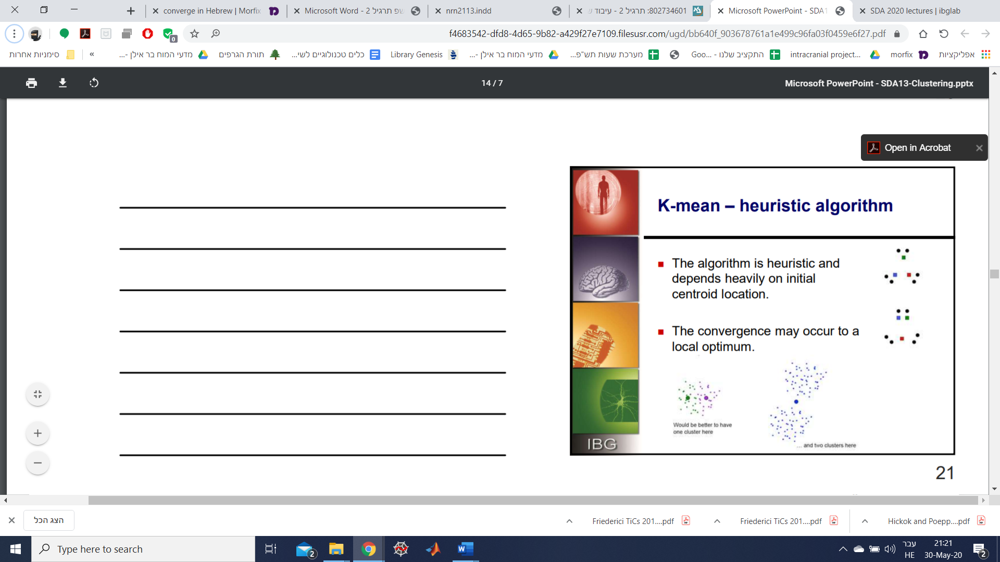 converge in Hebrew | Morfix
Microsoft Word - שפ תרגיל 2
nrn2113.indd
802734601: תרגיל 2 - עיבוד
Microsoft PowerPoint - SDA1
SDA 2020 lectures | ibglab
0
f4683542-dfd8-4d65-9b82-a429f27e7109.filesusr.com/ugd/bb640f_903678761a1e499c96fa03f0459e6f27.pdf
סימניות אחרות
«
מדעי המוח בר אילן -...
תורת הגרפים
כלים טכנולוגיים לשי...
Library Genesis
מדעי המוח בר אילן -...
מערכת שעות תש"פ...
התקציב שלנו - Goo...
intracranial project...
morfix
אפליקציות
14 / 7
Microsoft PowerPoint - SDA13-Clustering.pptx
Open in Acrobat
K-mean – heuristic algorithm
The algorithm is heuristic and
depends heavily on initial
centroid location.
The convergence may occur to a
local optimum.
Would be better to have
one cluster here
... and two clusters here
IBG
21
הצג הכל
Friederici TiCs 201....pdf
Friederici TiCs 201....pdf
Hickok and Poepp....pdf
Type here to search
2
עבר
HE
21:21
30-May-20
2